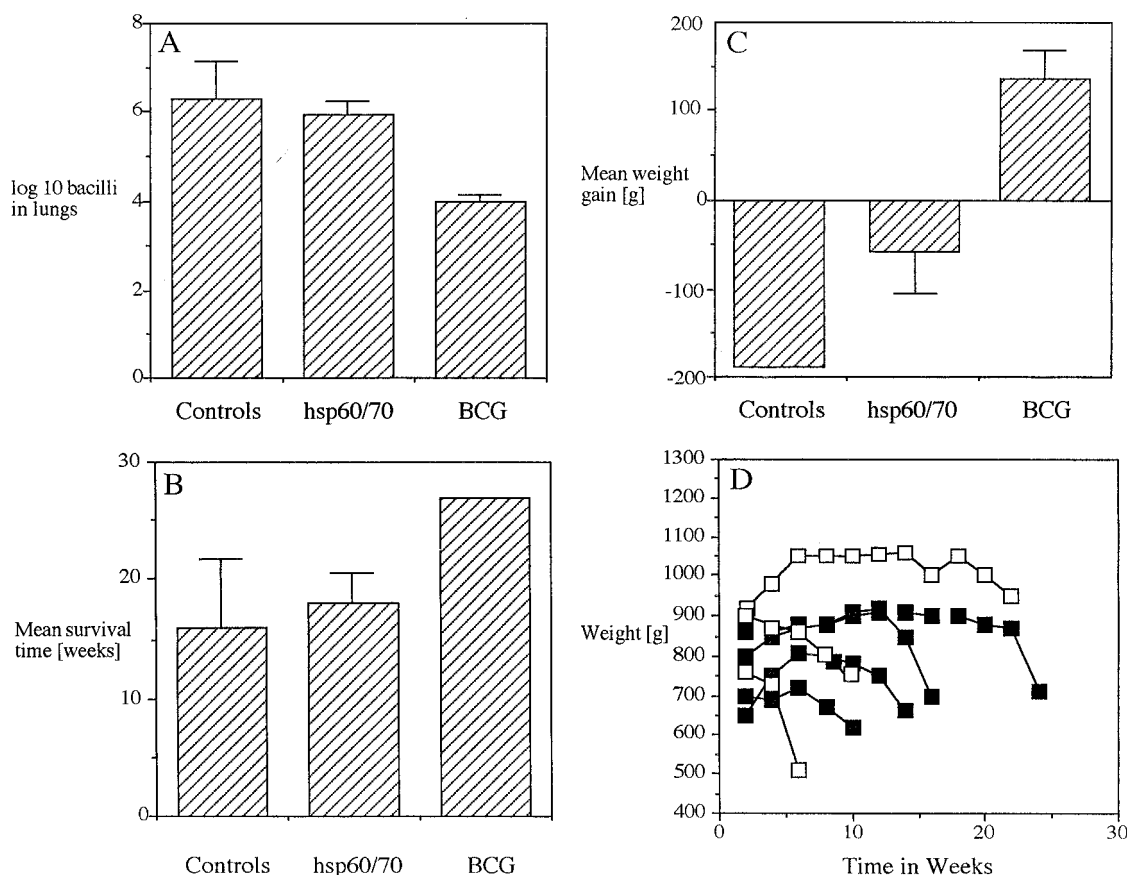 A
8
6
4
2
0
log 10 bacilli
in lungs
Controls hsp60/70 BCG
C
200
100
0
-100
-200
Mean weight
gain [g]
Controls hsp60/70 BCG
B
30
20
10
0
Mean survival
time [weeks]
Controls hsp60/70 BCG
D
1300
1200
1100
1000
900
800
700
600
500
400
Weight [g]
0 10 20 30
Time in Weeks